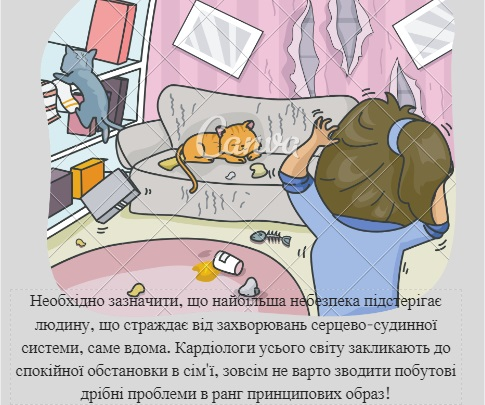 Canva
Необхідно зазначити, що найбільша небезпека підстерігає
людину, що страждає від захворювань серцево-судинної
системи, саме вдома. Кардіологи усього світу закликають до
спокійної обстановки в сім'ї, зовсім не варто зводити побутові
дрібні проблеми в ранг принципових образ!